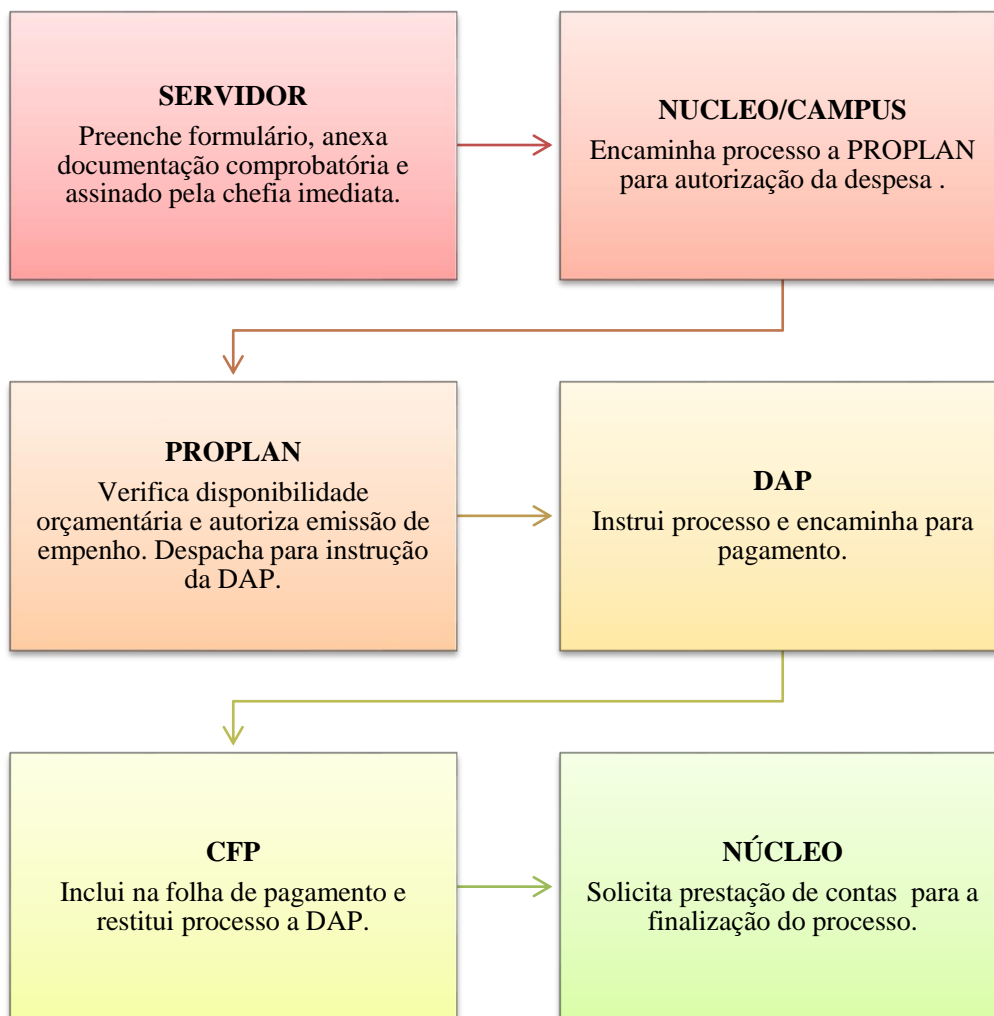 SERVIDOR
Preenche formulário, anexa
documentação comprobatória e
assinado pela chefia imediata.
NUCLEO/CAMPUS
Encaminha processo a PROPLAN
para autorização da despesa .
PROPLAN
Verifica disponibilidade
orçamentária e autoriza emissão de
empenho. Despacha para instrução
da DAP.
DAP
Instrui processo e encaminha para
pagamento.
CFP
Inclui na folha de pagamento e
restitui processo a DAP.
NÚCLEO
Solicita prestação de contas  para a
finalização do processo.